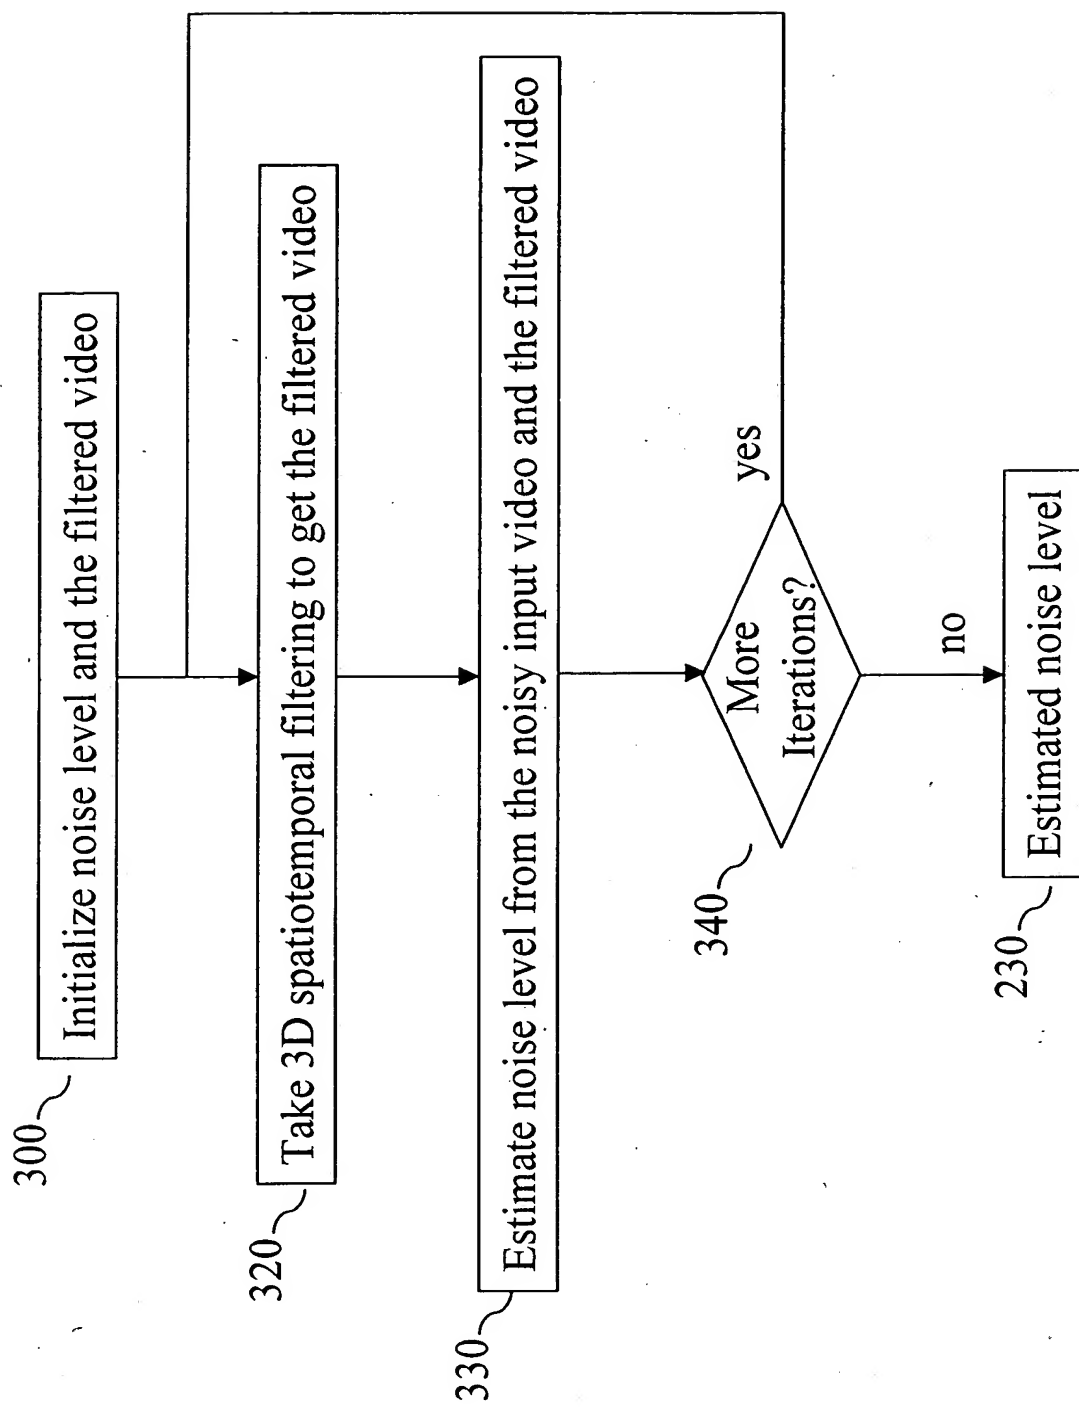 300
Initialize noise level and the filtered video
320
Take 3D spatiotemporal filtering to get the filtered video
330
Estimate noise level from the noisy input video and the filtered video
340
More
Iterations?
yes
no
230
Estimated noise level